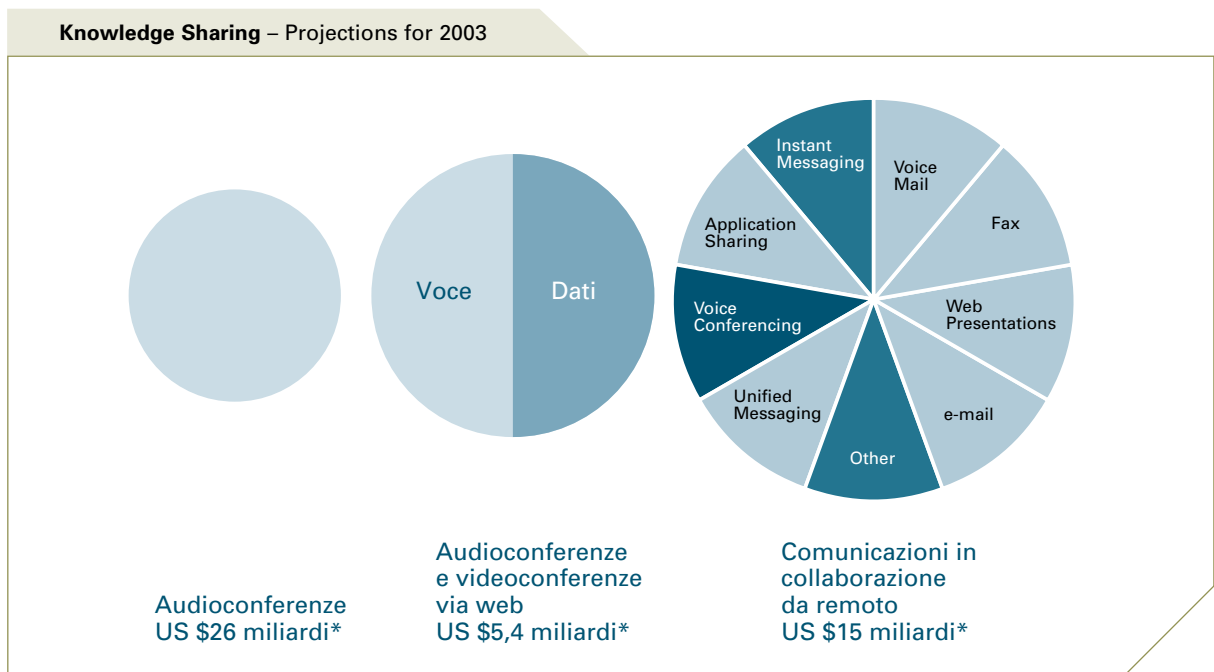 Knowledge Sharing – Projections for 2003
Voce
Dati
Instant
Messaging
Voice
Mail
Fax
Web
Presentations
e-mail
Other
Unified
Messaging
Voice
Conferencing
Application
Sharing
Audioconferenze
US $26 miliardi*
Audioconferenze
e videoconferenze
via web
US $5,4 miliardi*
Comunicazioni in
collaborazione
da remoto
US $15 miliardi*